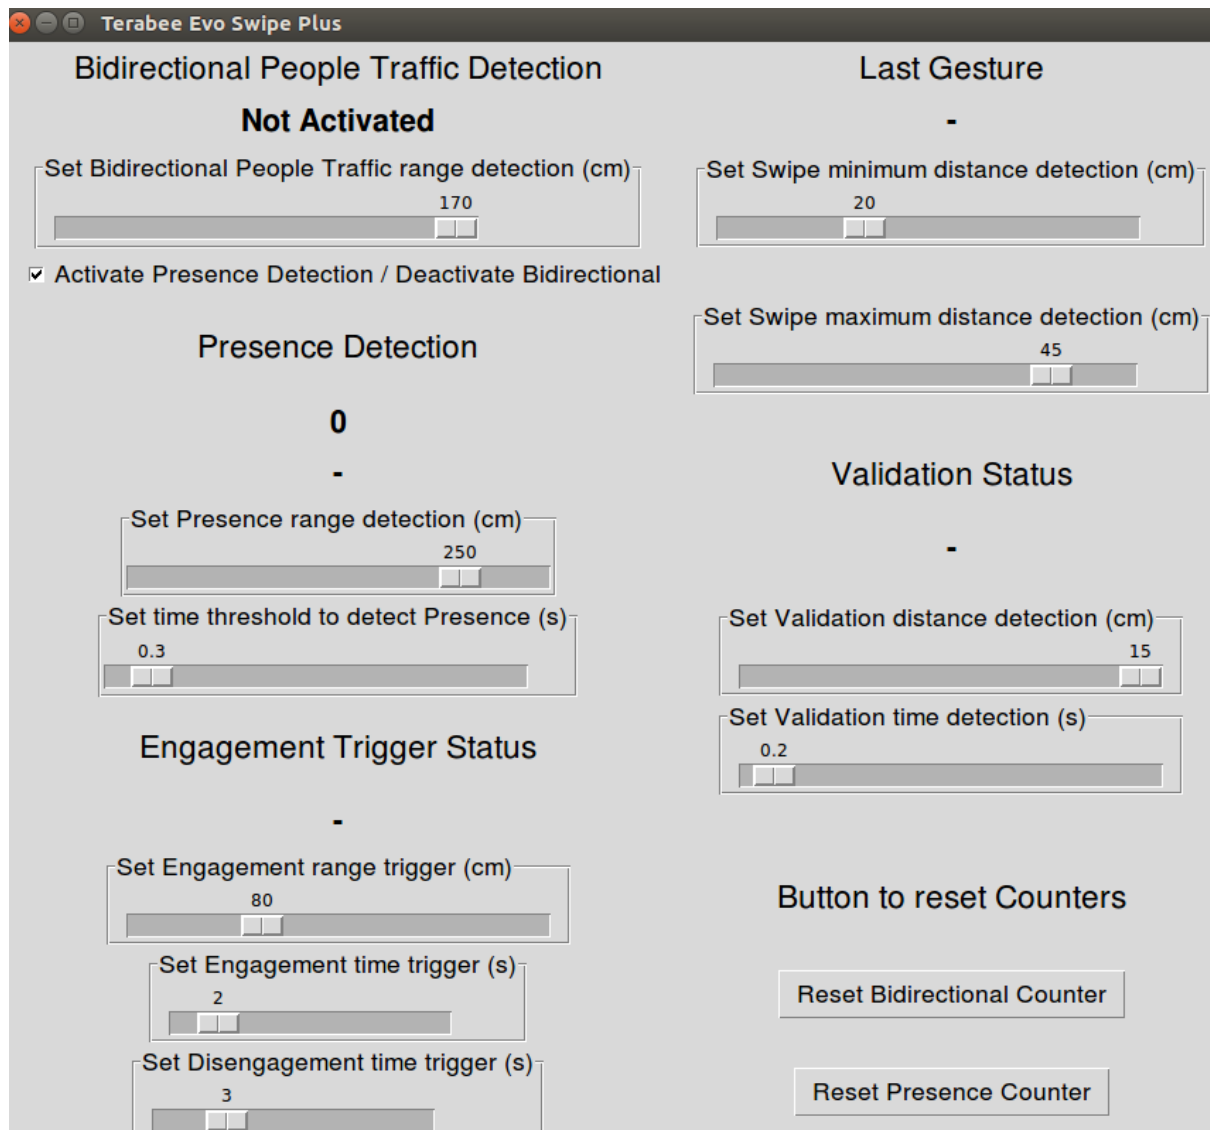 Terabee Evo Swipe Plus
Bidirectional People Traffic Detection
Not Activated
Set Bidirectional People Traffic range detection (cm)
170
Activate Presence Detection / Deactivate Bidirectional
Presence Detection
0
-
Set Presence range detection (cm)
250
Set time threshold to detect Presence (s)
0.3
Engagement Trigger Status
-
Set Engagement range trigger (cm)
80
Set Engagement time trigger (s)
2
Set Disengagement time trigger (s)
3
Last Gesture
-
Set Swipe minimum distance detection (cm)
20
Set Swipe maximum distance detection (cm)
45
Validation Status
-
Set Validation distance detection (cm)
15
Set Validation time detection (s)
0.2
Button to reset Counters
Reset Bidirectional Counter
Reset Presence Counter